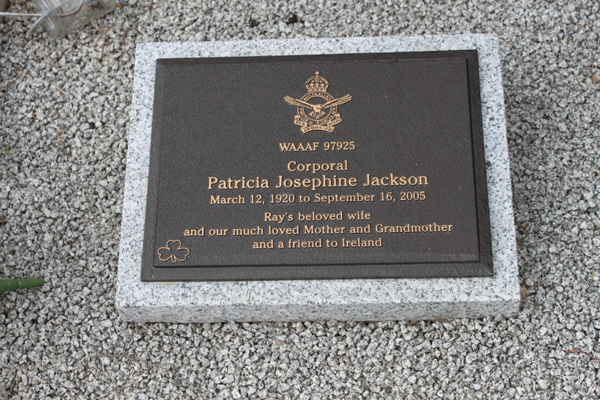 WAAAF 97925
Corporal
Patricia Josephine Jackson
March 12, 1920 to September 16, 2005
Ray's beloved wife
and our much loved Mother and Grandmother
and a friend to Ireland